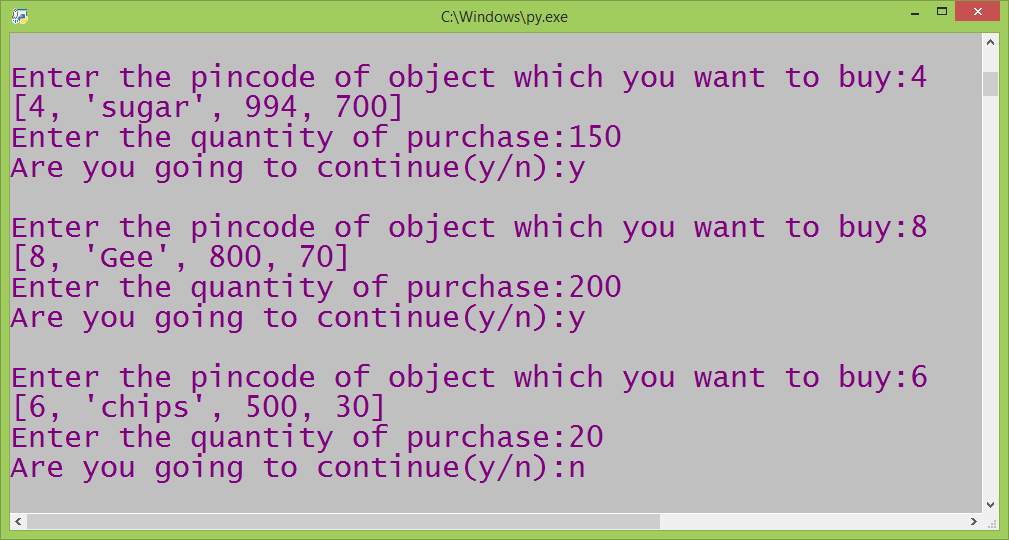 C:\Windows\py.exe
Enter the pincode of object which you want to buy:4
[4, 'sugar', 994, 700]
Enter the quantity of purchase:150
Are you going to continue(y/n):y
Enter the pincode of object which you want to buy:8
[8, 'Gee', 800, 70]
Enter the quantity of purchase:200
Are you going to continue(y/n):y
Enter the pincode of object which you want to buy:6
[6, 'chips', 500, 30]
Enter the quantity of purchase:20
Are you going to continue(y/n):n